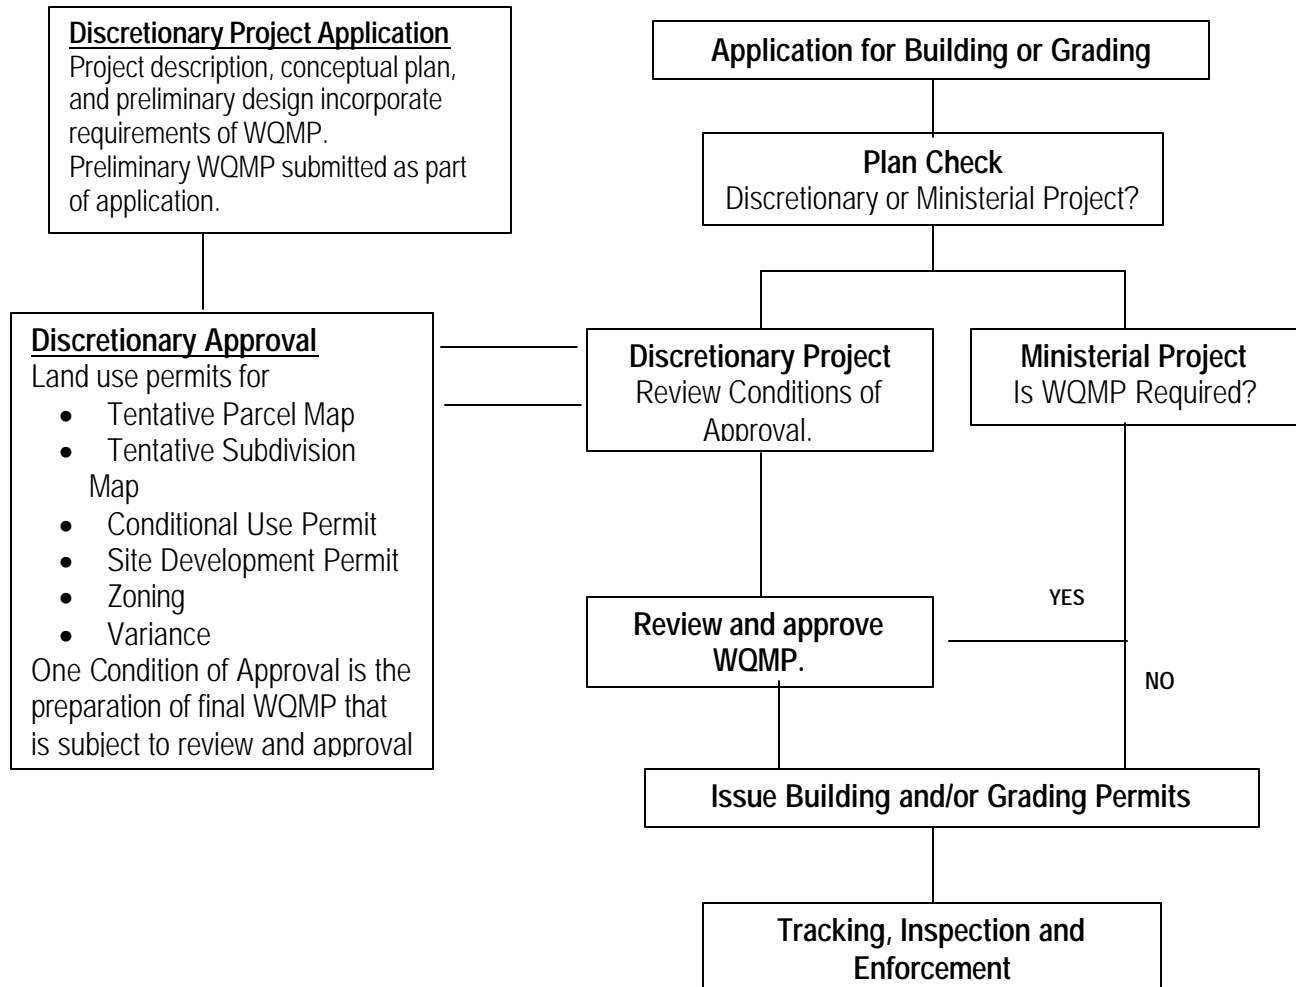 Discretionary Project Application
Project description, conceptual plan,
and preliminary design incorporate
requirements of WQMP.
Preliminary WQMP submitted as part
of application.
Application for Building or Grading
Plan Check
Discretionary or Ministerial Project?
Discretionary Approval
Land use permits for
• Tentative Parcel Map
• Tentative Subdivision
Map
• Conditional Use Permit
• Site Development Permit
• Zoning
• Variance
One Condition of Approval is the
preparation of final WQMP that
is subject to review and approval
Discretionary Project
Review Conditions of
Approval.
Ministerial Project
Is WQMP Required?
YES
Review and approve
WQMP.
NO
Issue Building and/or Grading Permits
Tracking, Inspection and
Enforcement